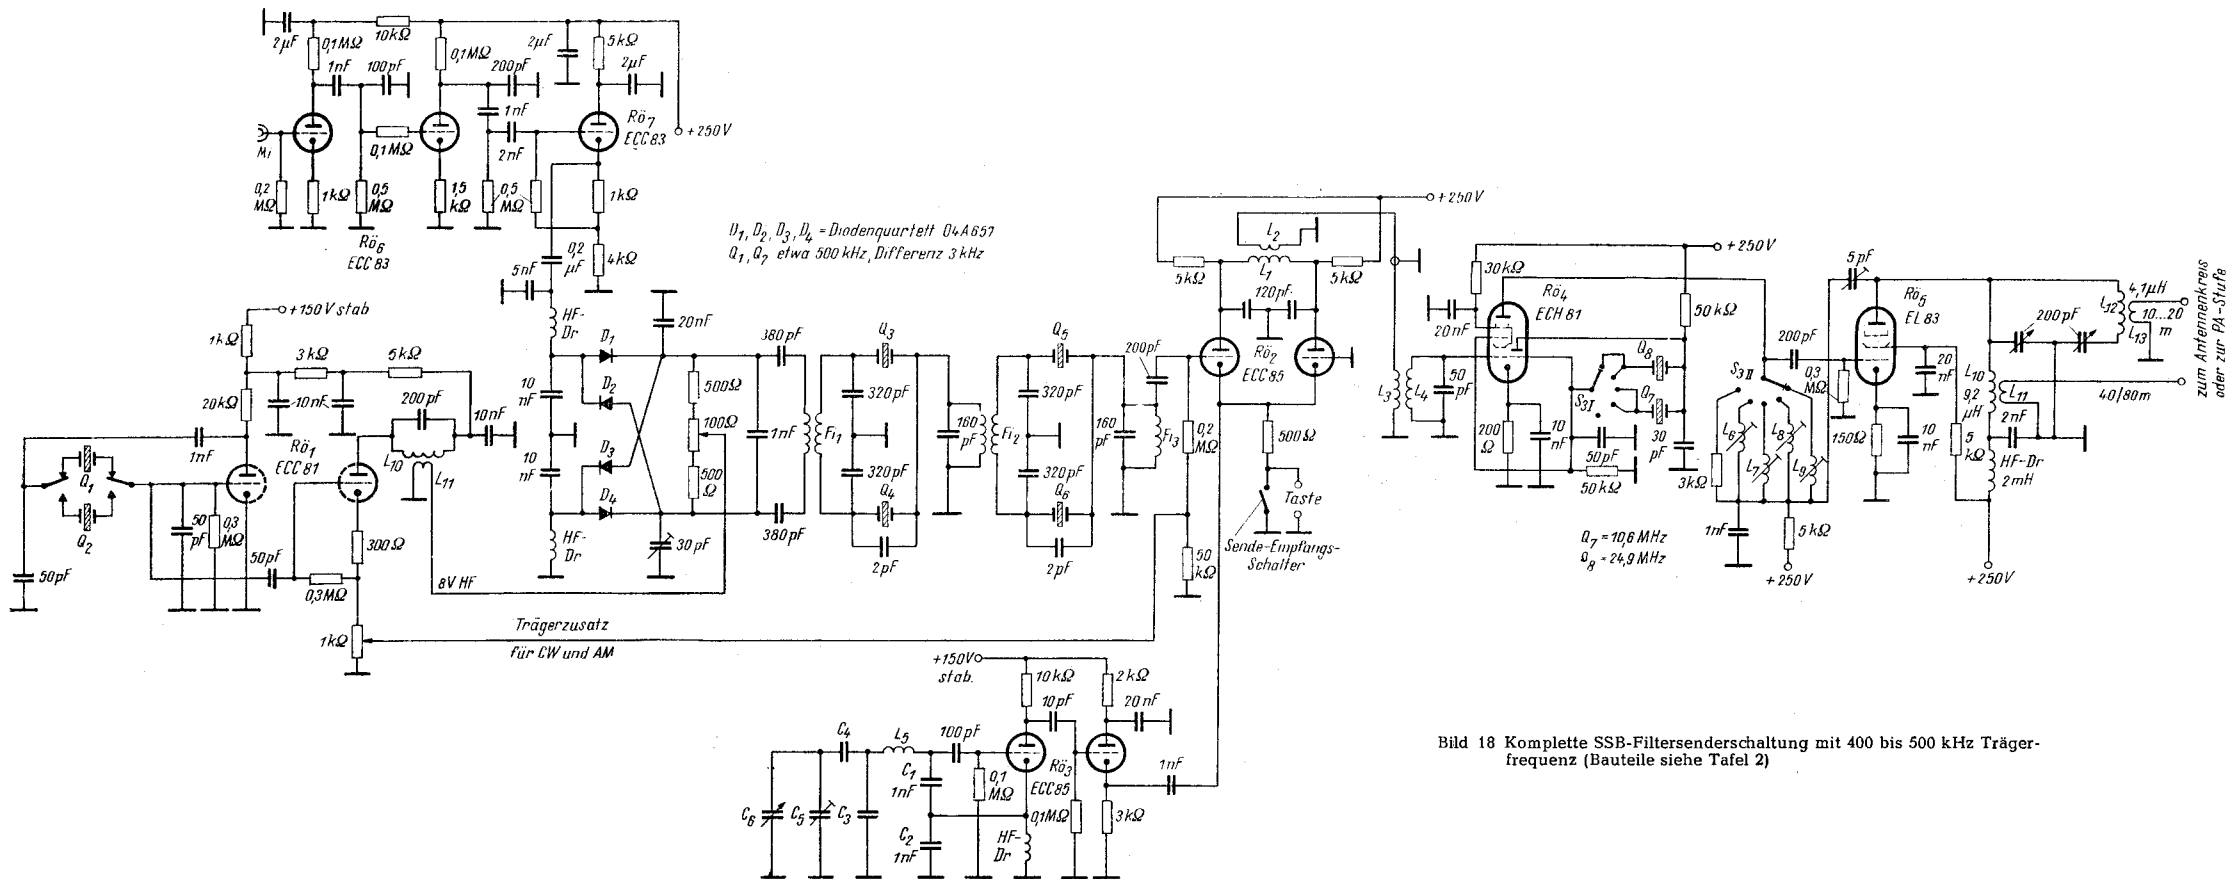 2µF
10kΩ
0,1MΩ
1nF
100pF
0,1MΩ
200pF
2µF
5kΩ
2µF
1nF
Rö7
ECC83
+250V
Mi
0,1MΩ
2nF
0,2
MΩ
1kΩ
0,5
MΩ
1,5
kΩ
0,5
MΩ
1kΩ
Rö6
ECC83
0,2
µF
4kΩ
5nF
D1, D2, D3, D4 = Diodenquartett 04A657
Q1, Q2 etwa 500 kHz, Differenz 3 kHz
+150V stab
1kΩ
3kΩ
5kΩ
20kΩ
10nF
200pF
10nF
1nF
Rö1
ECC81
L10
L11
Q1
Q2
50
pF
0,3
MΩ
50pF
50pF
300Ω
0,3MΩ
8V HF
1kΩ
Trägerzusatz
für CW und AM
HF-
Dr
D1
D2
D3
D4
10
nF
10
nF
HF-
Dr
20nF
500Ω
100Ω
500
Ω
30pF
1nF
380pF
380pF
Fi1
Q3
320pF
320pF
Q4
2pF
160
pF
Fi2
Q5
320pF
320pF
Q6
2pF
160
pF
Fi3
200pF
0,2
MΩ
50
kΩ
+250V
L2
L1
5kΩ
5kΩ
120pF
Rö2
ECC85
500Ω
Taste
Sende-Empfangs-
Schalter
+150V
stab.
10kΩ
2kΩ
10pF
20nF
C4
L5
100pF
C1
1nF
0,1
MΩ
Rö3
ECC85
1nF
C6
C5
C3
C2
1nF
HF-
Dr
0,1MΩ
3kΩ
L3
L4
50
pF
30kΩ
20nF
Rö4
ECH81
+250V
50kΩ
Q8
Q7
S3I
200
Ω
10
nF
50pF
50kΩ
30
pF
Q7 = 10,6 MHz
Q8 = 24,9 MHz
S3II
200pF
0,3
MΩ
L6
L7
L8
L9
3kΩ
1nF
5kΩ
+250V
5pF
Rö5
EL83
20
nF
150Ω
10
nF
5
kΩ
L10
9,2
µH
L11
2nF
HF-Dr
2mH
+250V
200pF
4,1µH
L12
L13
10...20
m
40/80m
zum Antennenkreis
oder zur PA-Stufe
Bild 18 Komplette SSB-Filtersenderschaltung mit 400 bis 500 kHz Träger-
frequenz (Bauteile siehe Tafel 2)